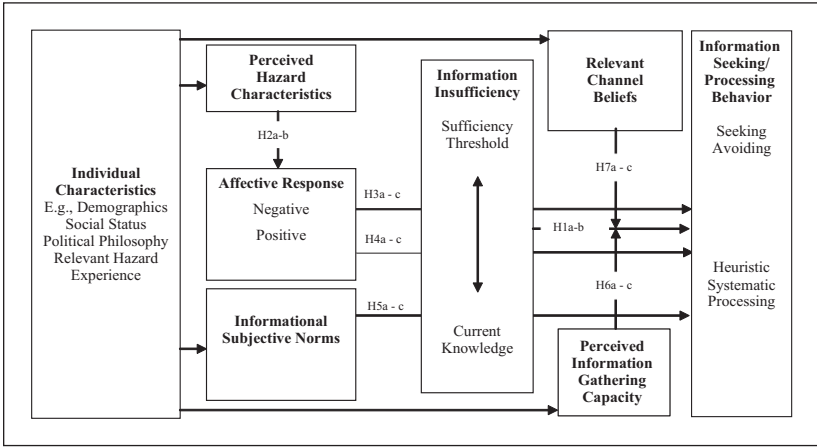 Individual
Characteristics
E.g., Demographics
Social Status
Political Philosophy
Relevant Hazard
Experience
Perceived
Hazard
Characteristics
H2a-b
Affective Response
Negative
Positive
Informational
Subjective Norms
H3a - c
H4a - c
H5a - c
Information
Insufficiency
Sufficiency
Threshold
Current
Knowledge
Relevant
Channel
Beliefs
H7a - c
H1a-b
H6a - c
Perceived
Information
Gathering
Capacity
Information
Seeking/
Processing
Behavior
Seeking
Avoiding
Heuristic
Systematic
Processing